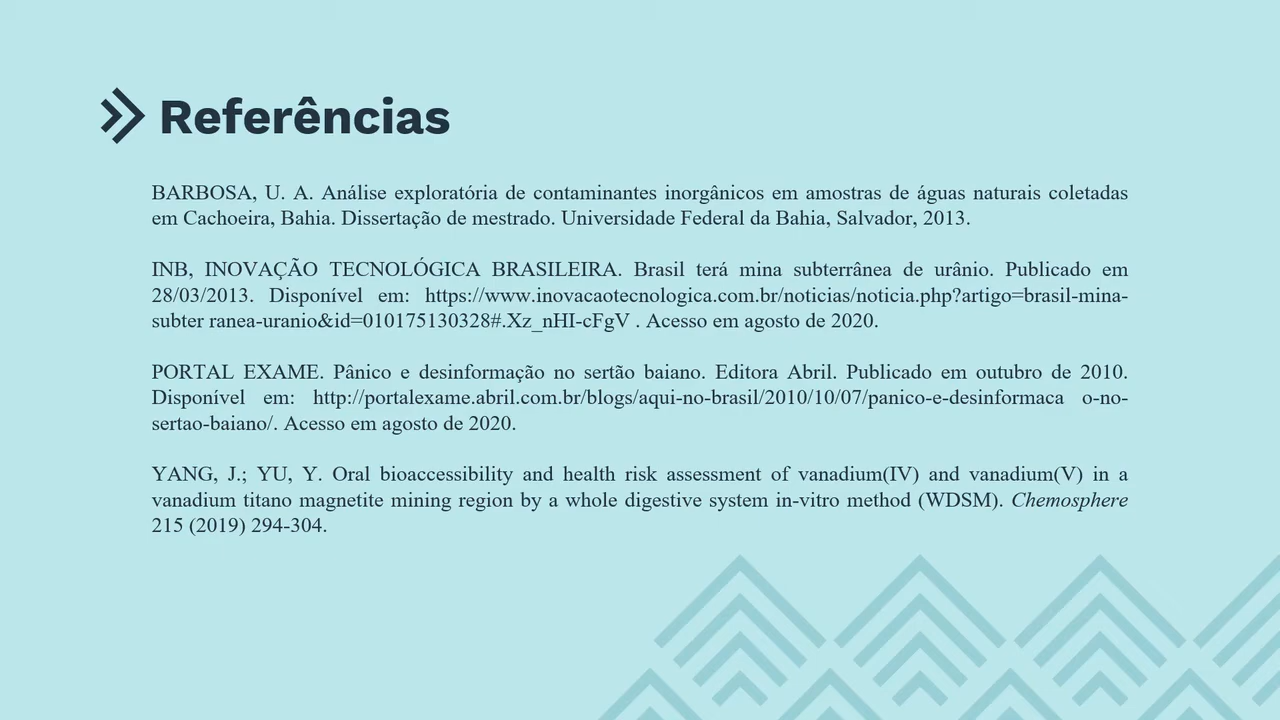 Referências
BARBOSA, U. A. Análise exploratória de contaminantes inorgânicos em amostras de águas naturais coletadas
em Cachoeira, Bahia. Dissertação de mestrado. Universidade Federal da Bahia, Salvador, 2013.
INB, INOVAÇÃO TECNOLÓGICA BRASILEIRA. Brasil terá mina subterrânea de urânio. Publicado em
28/03/2013. Disponível em: https://www.inovacaotecnologica.com.br/noticias/noticia.php?artigo=brasil-mina-
subter ranea-uranio&id=010175130328#.Xz_nHI-cFgV . Acesso em agosto de 2020.
PORTAL EXAME. Pânico e desinformação no sertão baiano. Editora Abril. Publicado em outubro de 2010.
Disponível em: http://portalexame.abril.com.br/blogs/aqui-no-brasil/2010/10/07/panico-e-desinformaca o-no-
sertao-baiano/. Acesso em agosto de 2020.
YANG, J.; YU, Y. Oral bioaccessibility and health risk assessment of vanadium(IV) and vanadium(V) in a
vanadium titano magnetite mining region by a whole digestive system in-vitro method (WDSM). Chemosphere
215 (2019) 294-304.